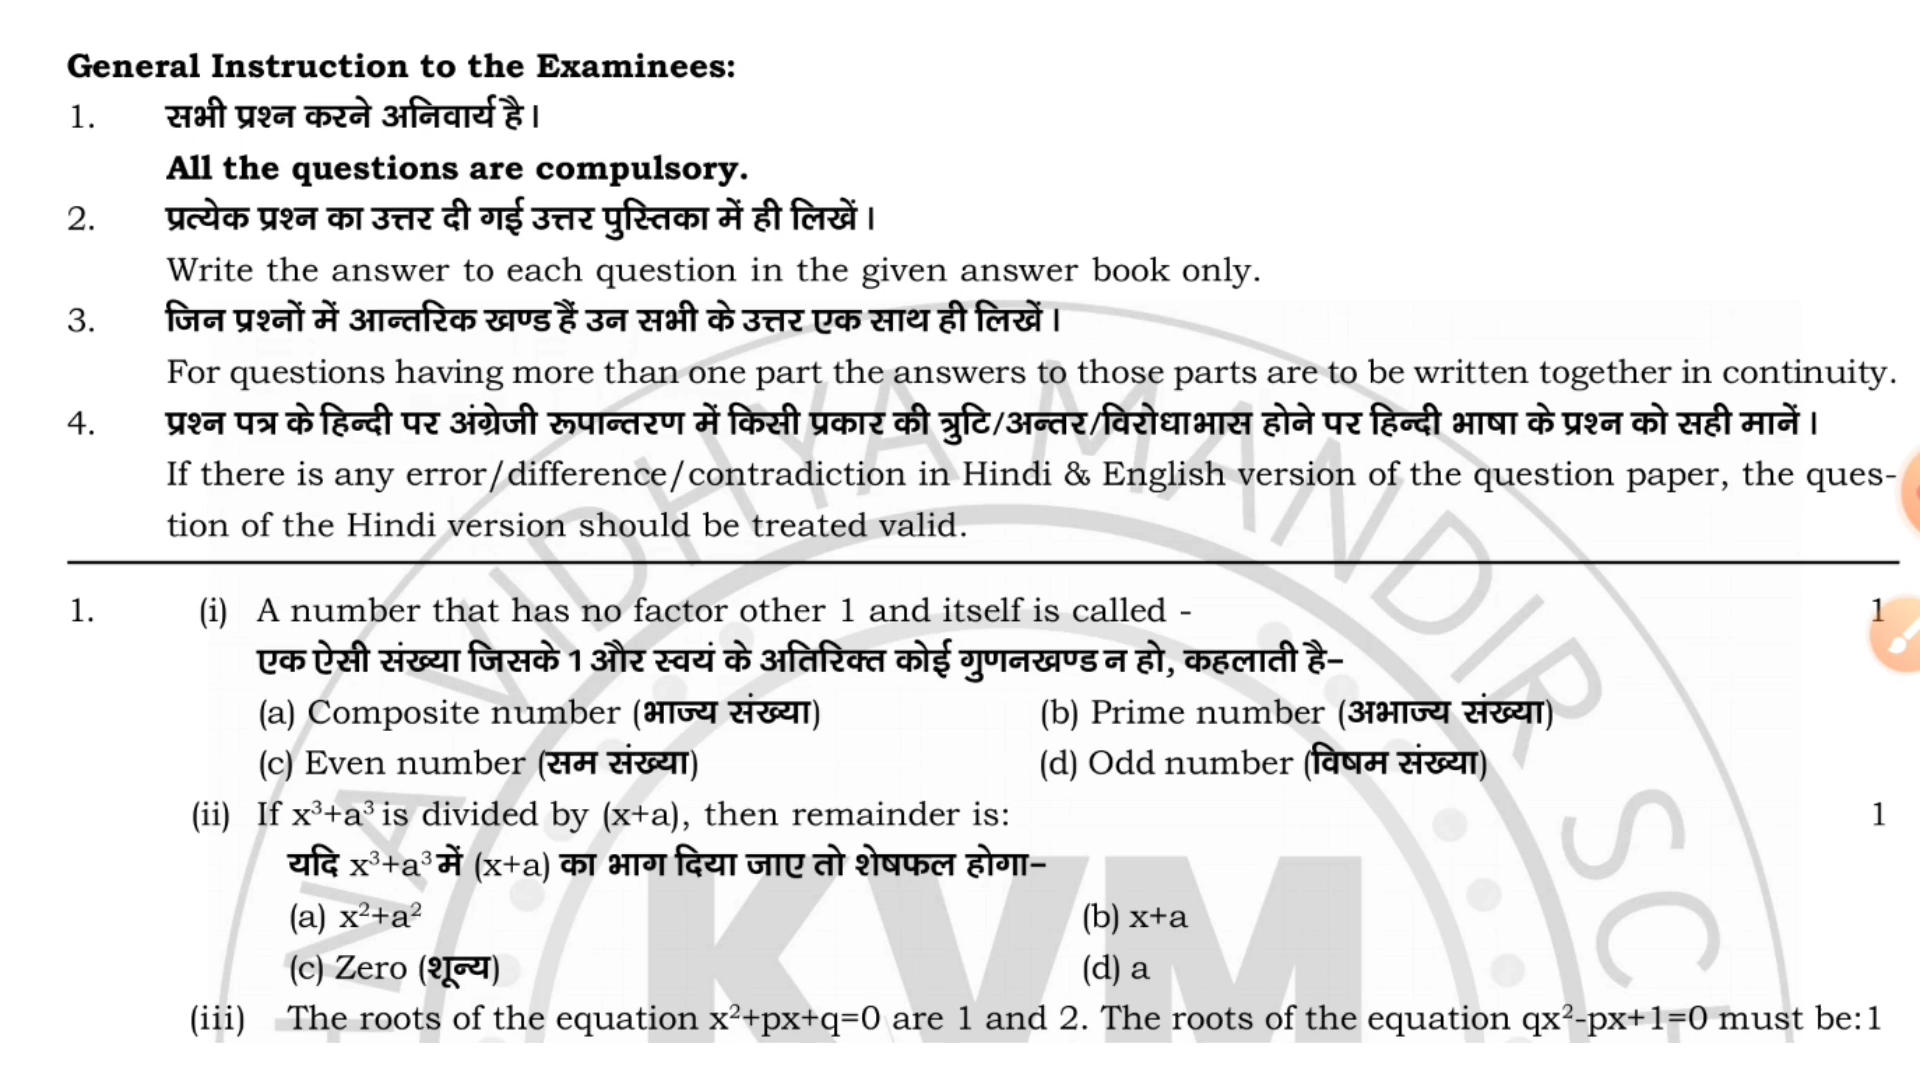 General Instruction to the Examinees:
1. सभी प्रश्न करने अनिवार्य है।
All the questions are compulsory.
2. प्रत्येक प्रश्न का उत्तर दी गई उत्तर पुस्तिका में ही लिखें।
Write the answer to each question in the given answer book only.
3. जिन प्रश्नों में आन्तरिक खण्ड हैं उन सभी के उत्तर एक साथ ही लिखें।
For questions having more than one part the answers to those parts are to be written together in continuity.
4. प्रश्न पत्र के हिन्दी पर अंग्रेजी रूपान्तरण में किसी प्रकार की त्रुटि/अन्तर/विरोधाभास होने पर हिन्दी भाषा के प्रश्न को सही मानें।
If there is any error/difference/contradiction in Hindi & English version of the question paper, the ques-
tion of the Hindi version should be treated valid.
1. (i) A number that has no factor other 1 and itself is called - 1
एक ऐसी संख्या जिसके 1 और स्वयं के अतिरिक्त कोई गुणनखण्ड न हो, कहलाती है–
(a) Composite number (भाज्य संख्या) (b) Prime number (अभाज्य संख्या)
(c) Even number (सम संख्या) (d) Odd number (विषम संख्या)
(ii) If x³+a³ is divided by (x+a), then remainder is: 1
यदि x³+a³ में (x+a) का भाग दिया जाए तो शेषफल होगा–
(a) x²+a² (b) x+a
(c) Zero (शून्य) (d) a
(iii) The roots of the equation x²+px+q=0 are 1 and 2. The roots of the equation qx²-px+1=0 must be:1
VIDHYA MANDIR
KVM